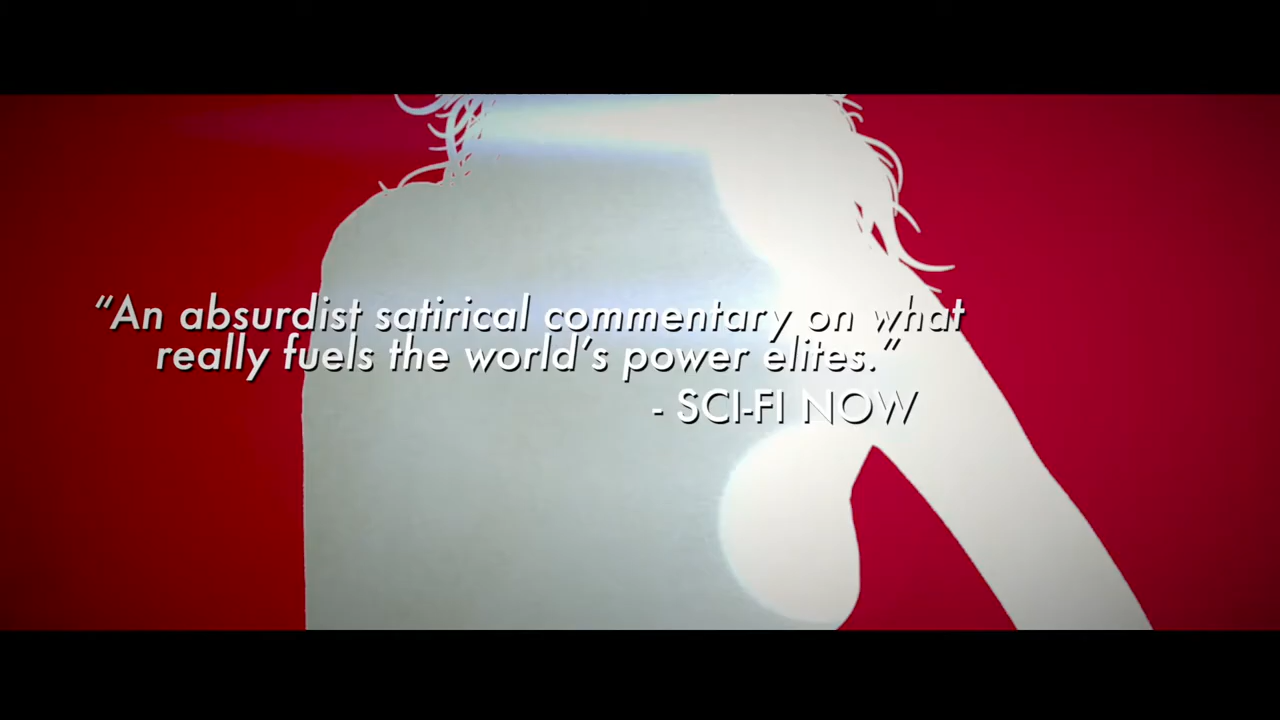 “An absurdist satirical commentary on what
really fuels the world’s power elites.”
- SCI-FI NOW